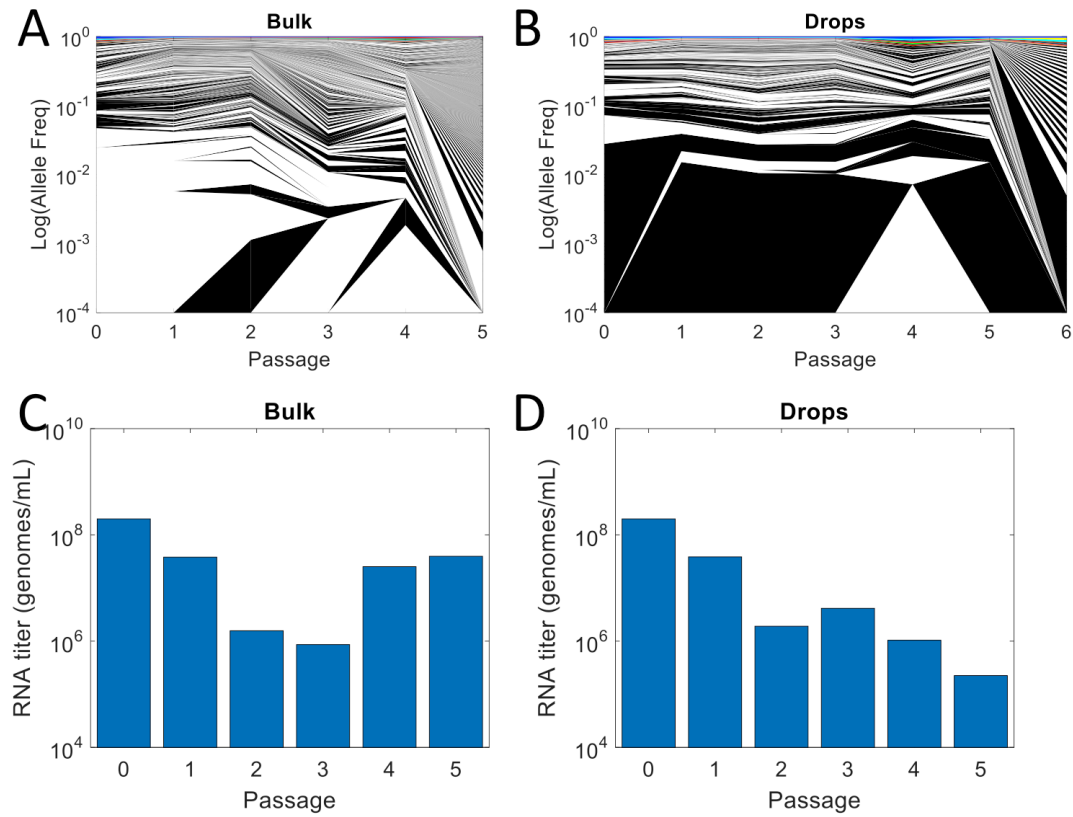 A
Bulk
Log(Allele Freq)
10^0
10^-1
10^-2
10^-3
10^-4
0 1 2 3 4 5
Passage
B
Drops
Log(Allele Freq)
10^0
10^-1
10^-2
10^-3
10^-4
0 1 2 3 4 5 6
Passage
C
Bulk
RNA titer (genomes/mL)
10^10
10^8
10^6
10^4
0 1 2 3 4 5
Passage
D
Drops
RNA titer (genomes/mL)
10^10
10^8
10^6
10^4
0 1 2 3 4 5
Passage